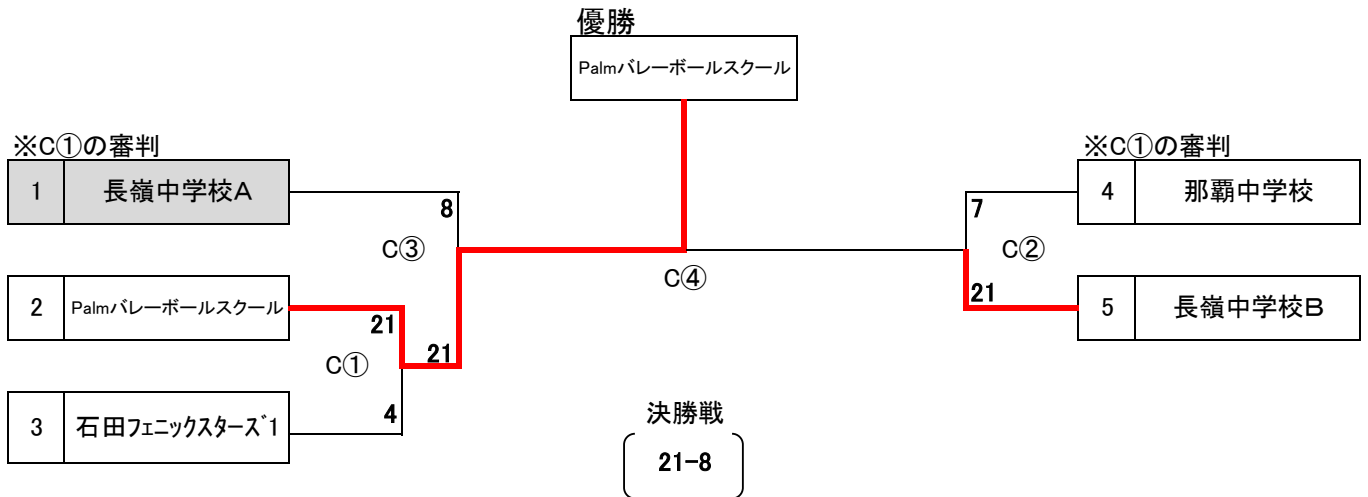 優勝
Palmバレーボールスクール
※C①の審判
※C①の審判
1 長嶺中学校A
4 那覇中学校
8
7
C③
C②
C④
2 Palmバレーボールスクール
21
5 長嶺中学校B
21
C①
21
3 石田フェニックスターズ1
4
決勝戦
21-8